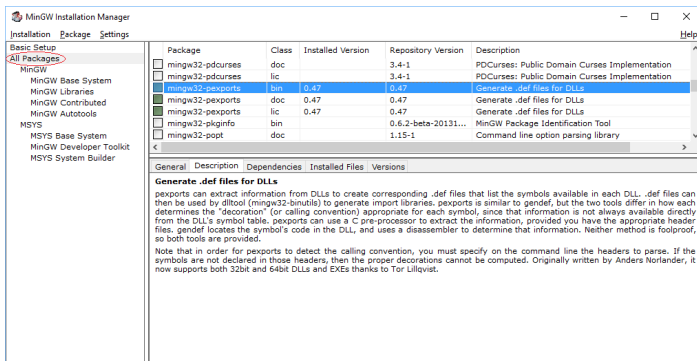 MinGW Installation Manager
Installation Package Settings Help
Basic Setup
All Packages
MinGW
MinGW Base System
MinGW Libraries
MinGW Contributed
MinGW Autotools
MSYS
MSYS Base System
MinGW Developer Toolkit
MSYS System Builder
Package Class Installed Version Repository Version Description
mingw32-pdcurses doc 3.4-1 PDCurses: Public Domain Curses Implementation
mingw32-pdcurses lic 3.4-1 PDCurses: Public Domain Curses Implementation
mingw32-pexports bin 0.47 0.47 Generate .def files for DLLs
mingw32-pexports doc 0.47 0.47 Generate .def files for DLLs
mingw32-pexports lic 0.47 0.47 Generate .def files for DLLs
mingw32-pkginfo bin 0.6.2-beta-20131... MinGW Package Identification Tool
mingw32-popt doc 1.15-1 Command line option parsing library
General Description Dependencies Installed Files Versions
Generate .def files for DLLs
pexports can extract information from DLLs to create corresponding .def files that list the symbols available in each DLL. .def files can
then be used by dlltool (mingw32-binutils) to generate import libraries. pexports is similar to gendef, but the two tools differ in how each
determines the "decoration" (or calling convention) appropriate for each symbol, since that information is not always available directly
from the DLL's symbol table. pexports can use a C pre-processor to extract the information, provided you have the appropriate header
files. gendef locates the symbol's code in the DLL, and uses a disassembler to determine that information. Neither method is foolproof,
so both tools are provided.
Note that in order for pexports to detect the calling convention, you must specify on the command line the headers to parse. If the
symbols are not declared in those headers, then the proper decorations cannot be computed. Originally written by Anders Norlander, it
now supports both 32bit and 64bit DLLs and EXEs thanks to Tor Lillqvist.